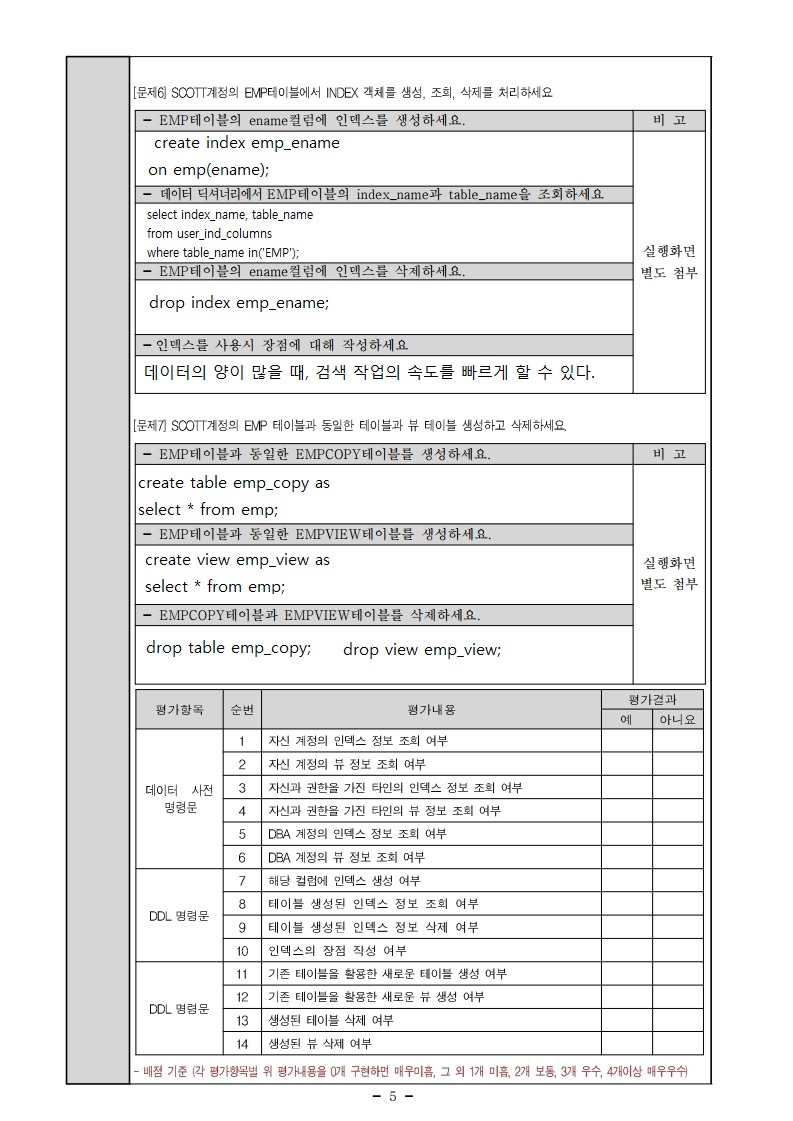 [문제6] SCOTT계정의 EMP테이블에서 INDEX 객체를 생성, 조회, 삭제를 처리하세요
- EMP테이블의 ename컬럼에 인덱스를 생성하세요.
비 고
create index emp_ename
on emp(ename);
- 데이터 딕셔너리에서 EMP테이블의 index_name과 table_name을 조회하세요
select index_name, table_name
from user_ind_columns
where table_name in('EMP');
실행화면
별도 첨부
- EMP테이블의 ename컬럼에 인덱스를 삭제하세요.
drop index emp_ename;
- 인덱스를 사용시 장점에 대해 작성하세요
데이터의 양이 많을 때, 검색 작업의 속도를 빠르게 할 수 있다.
[문제7] SCOTT계정의 EMP 테이블과 동일한 테이블과 뷰 테이블 생성하고 삭제하세요.
- EMP테이블과 동일한 EMPCOPY테이블를 생성하세요.
비 고
create table emp_copy as
select * from emp;
- EMP테이블과 동일한 EMPVIEW테이블를 생성하세요.
create view emp_view as
select * from emp;
실행화면
별도 첨부
- EMPCOPY테이블과 EMPVIEW테이블를 삭제하세요.
drop table emp_copy; drop view emp_view;
평가항목 순번 평가내용 평가결과
예 아니요
데이터 사전
명령문
1 자신 계정의 인덱스 정보 조회 여부
2 자신 계정의 뷰 정보 조회 여부
3 자신과 권한을 가진 타인의 인덱스 정보 조회 여부
4 자신과 권한을 가진 타인의 뷰 정보 조회 여부
5 DBA 계정의 인덱스 정보 조회 여부
6 DBA 계정의 뷰 정보 조회 여부
DDL 명령문
7 해당 컬럼에 인덱스 생성 여부
8 테이블 생성된 인덱스 정보 조회 여부
9 테이블 생성된 인덱스 정보 삭제 여부
10 인덱스의 장점 작성 여부
DDL 명령문
11 기존 테이블을 활용한 새로운 테이블 생성 여부
12 기존 테이블을 활용한 새로운 뷰 생성 여부
13 생성된 테이블 삭제 여부
14 생성된 뷰 삭제 여부
- 배점 기준 (각 평가항목별 위 평가내용을 0개 구현하면 매우미흡, 그 외 1개 미흡, 2개 보통, 3개 우수, 4개이상 매우우수)
- 5 -